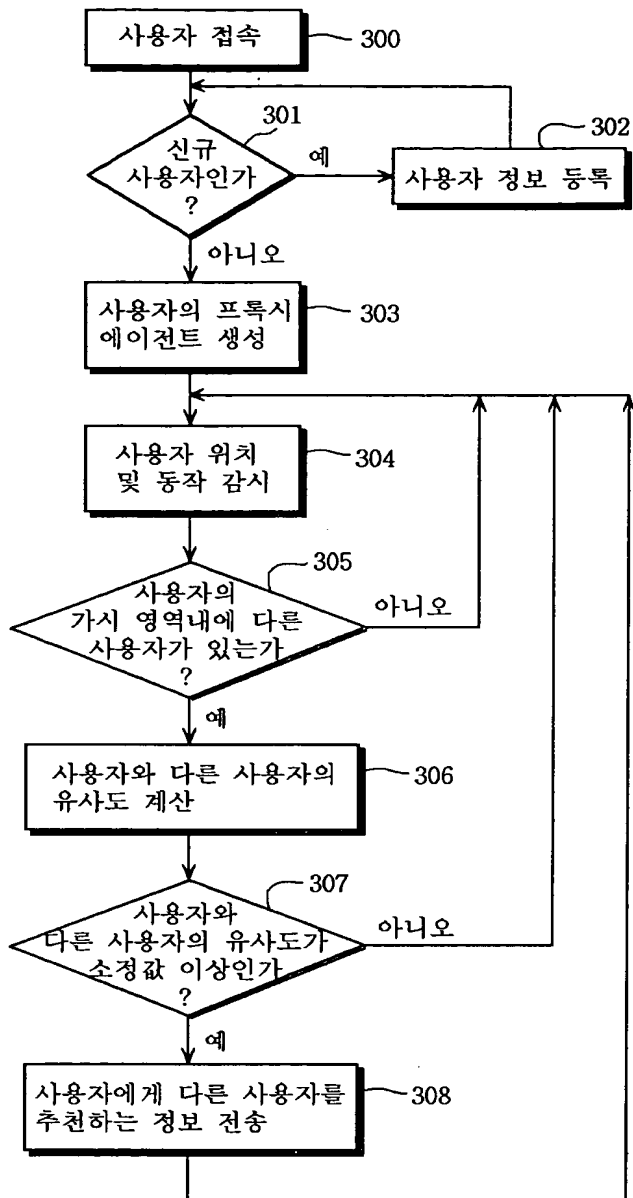 사용자 접속
300
301
신규
사용자인가
?
예
302
사용자 정보 등록
아니오
사용자의 프록시
에이전트 생성
303
사용자 위치
및 동작 감시
304
305
사용자의
가시 영역내에 다른
사용자가 있는가
?
아니오
예
사용자와 다른 사용자의
유사도 계산
306
307
사용자와
다른 사용자의 유사도가
소정값 이상인가
?
아니오
예
사용자에게 다른 사용자를
추천하는 정보 전송
308